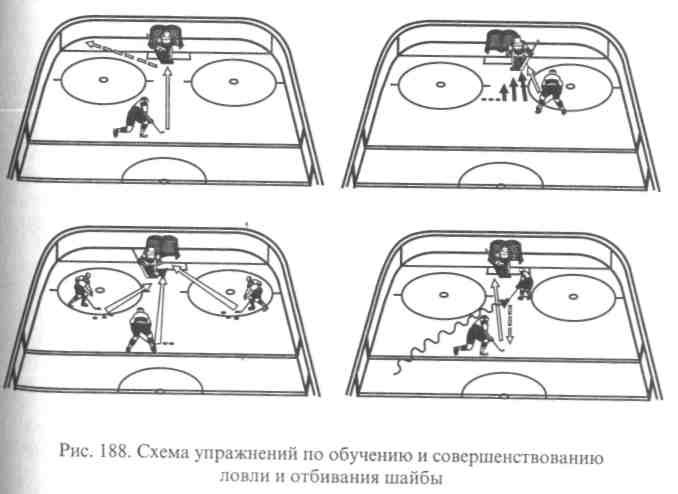 Рис. 188. Схема упражнений по обучению и совершенствованию
ловли и отбивания шайбы